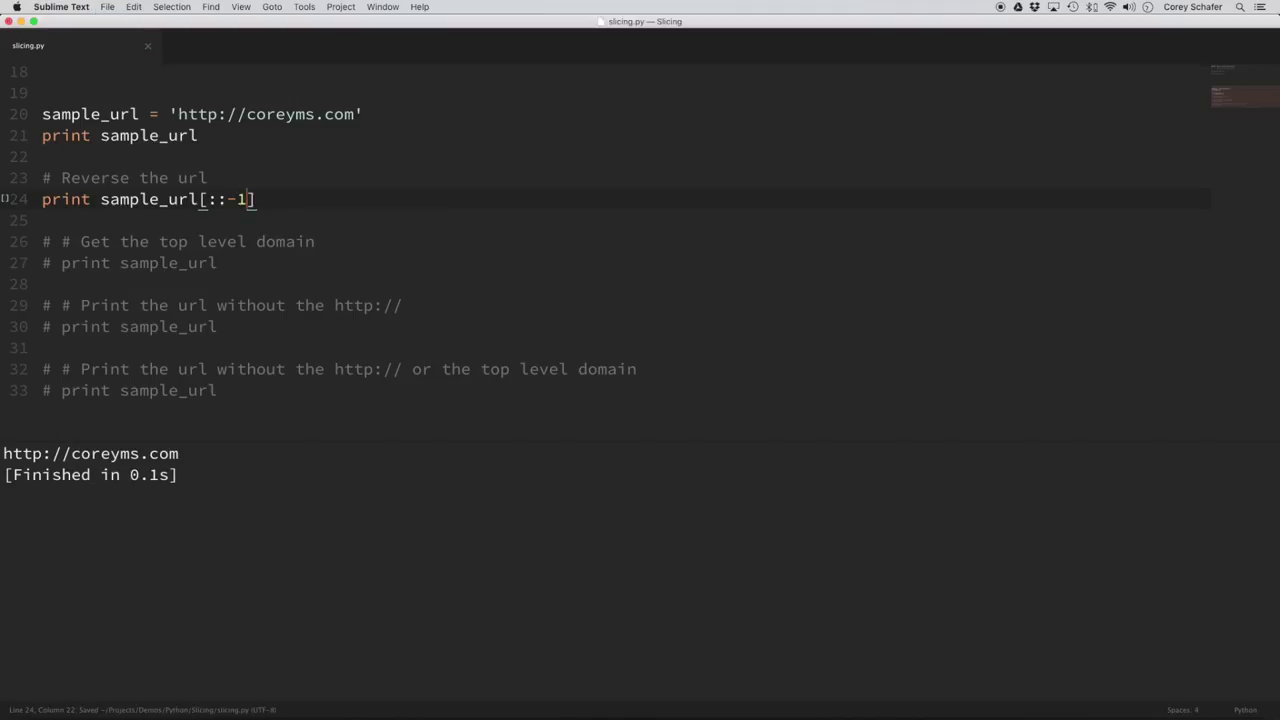 Sublime Text File Edit Selection Find View Goto Tools Project Window Help Corey Schafer
slicing.py — Slicing
slicing.py
18
19
20 sample_url = 'http://coreyms.com'
21 print sample_url
22
23 # Reverse the url
[]24 print sample_url[::-1]
25
26 # # Get the top level domain
27 # print sample_url
28
29 # # Print the url without the http://
30 # print sample_url
31
32 # # Print the url without the http:// or the top level domain
33 # print sample_url
http://coreyms.com
[Finished in 0.1s]
Line 24, Column 22. Saved ~/Projects/Demos/Python/Slicing/slicing.py (UTF-8) Spaces: 4 Python